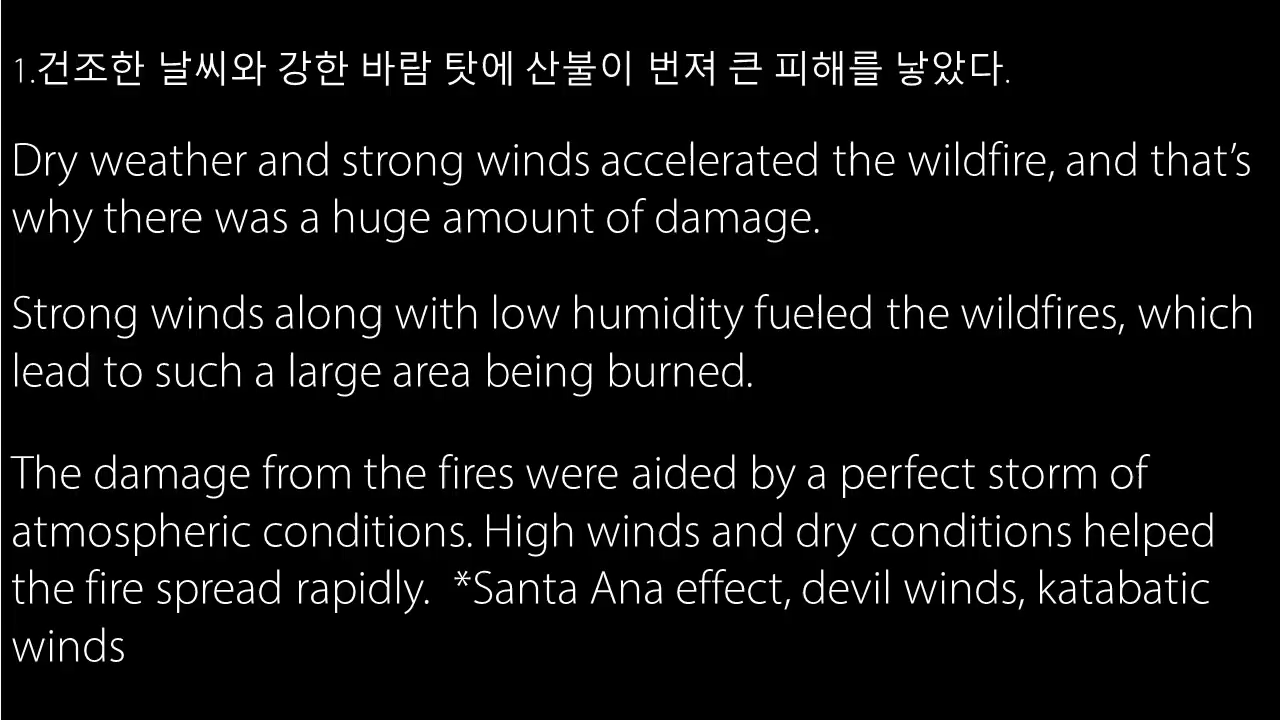 1.건조한 날씨와 강한 바람 탓에 산불이 번져 큰 피해를 낳았다.
Dry weather and strong winds accelerated the wildfire, and that’s
why there was a huge amount of damage.
Strong winds along with low humidity fueled the wildfires, which
lead to such a large area being burned.
The damage from the fires were aided by a perfect storm of
atmospheric conditions. High winds and dry conditions helped
the fire spread rapidly.  *Santa Ana effect, devil winds, katabatic
winds